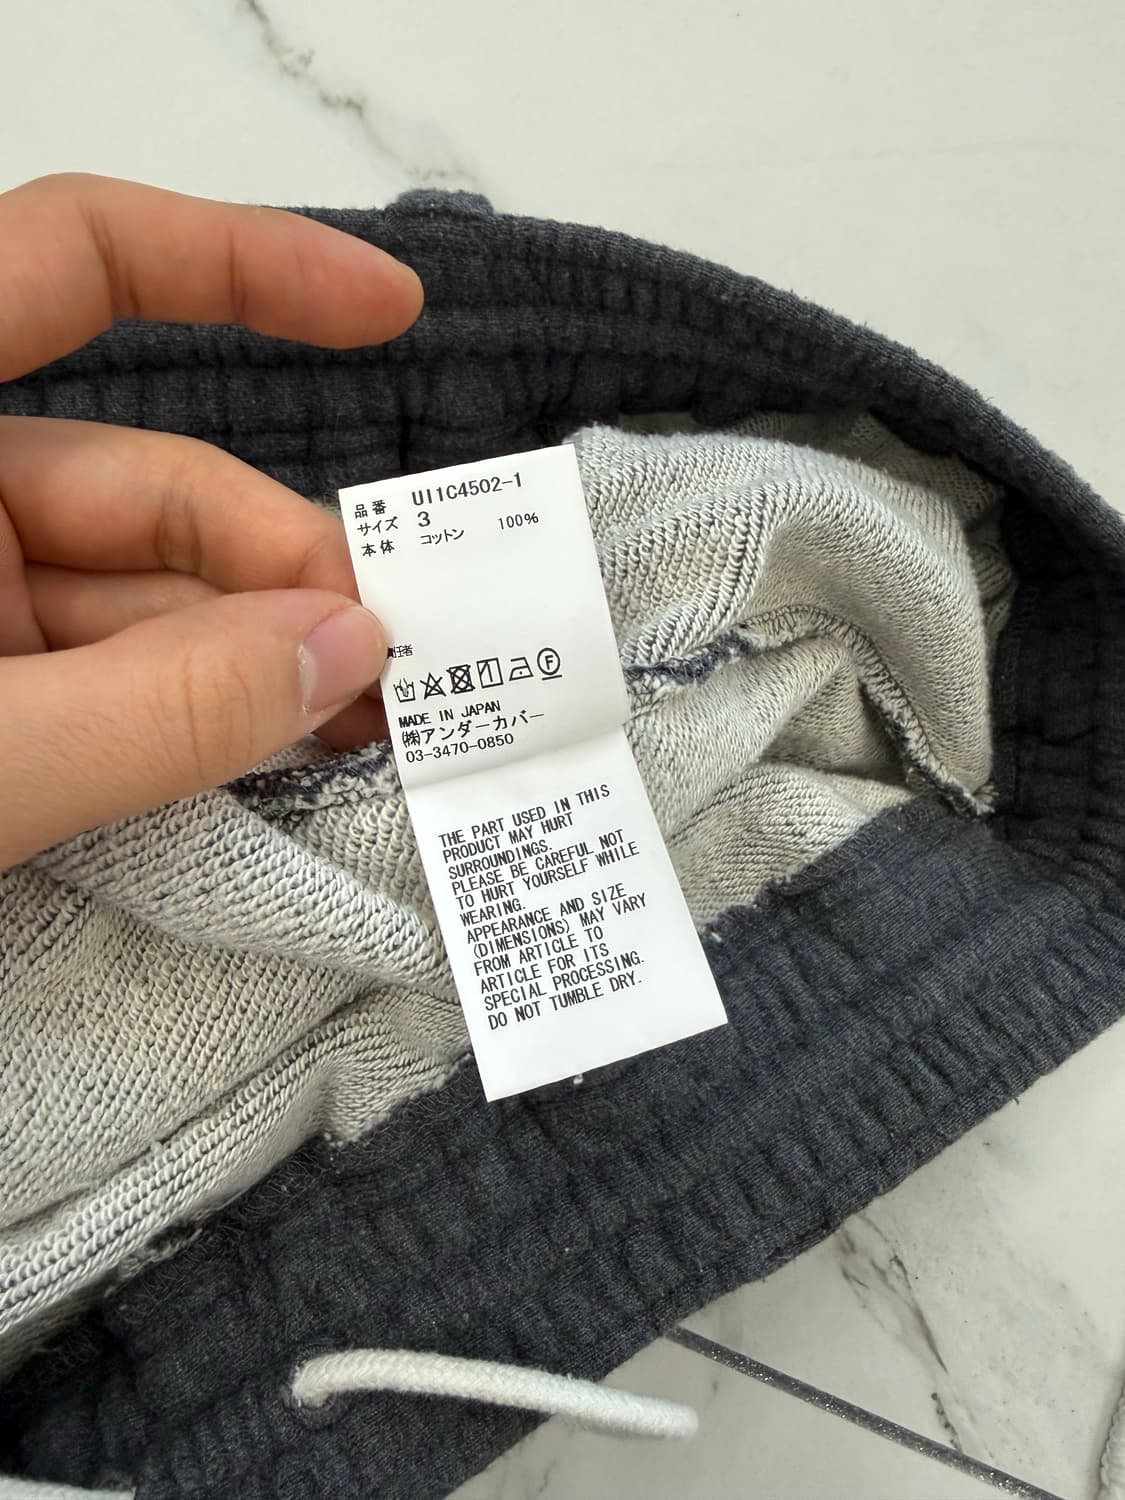 品番 UI1C4502-1
サイズ 3
本体 コットン 100%
任者
F
MADE IN JAPAN
㈱アンダーカバー
03-3470-0850
THE PART USED IN THIS
PRODUCT MAY HURT
SURROUNDINGS.
PLEASE BE CAREFUL NOT
TO HURT YOURSELF WHILE
WEARING.
APPEARANCE AND SIZE
(DIMENSIONS) MAY VARY
FROM ARTICLE TO
ARTICLE FOR ITS
SPECIAL PROCESSING.
DO NOT TUMBLE DRY.